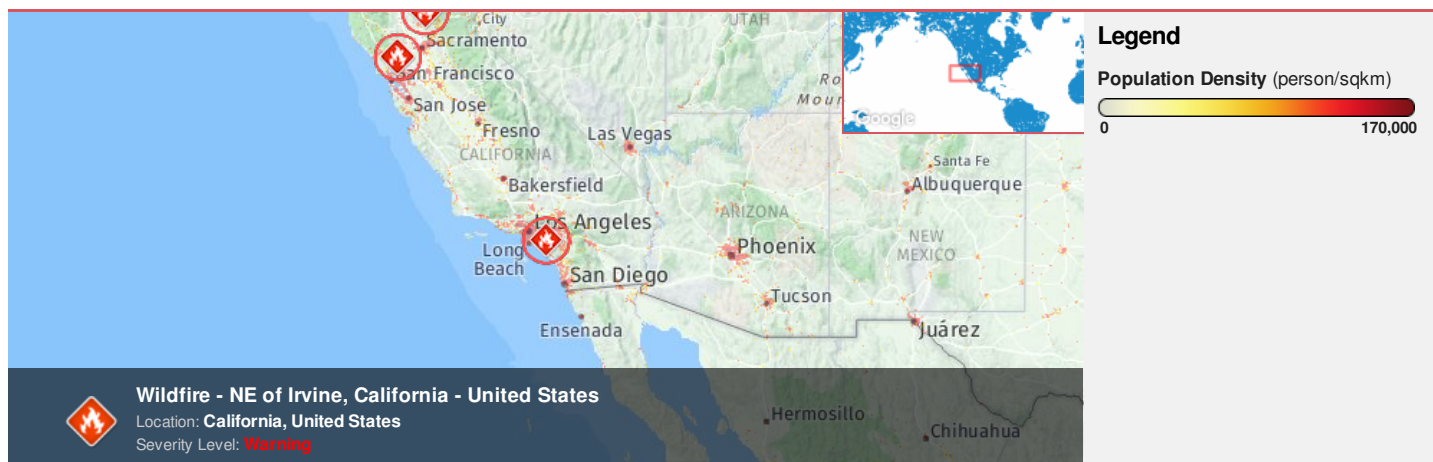 City
UTAH
Sacramento
San Francisco
San Jose
Ro
Mour
Google
Fresno
Las Vegas
CALIFORNIA
Santa Fe
Bakersfield
Albuquerque
ARIZONA
Los Angeles
NEW
MEXICO
Phoenix
Long
Beach
San Diego
Tucson
Ensenada
Juárez
Hermosillo
Chihuahua
Wildfire - NE of Irvine, California - United States
Location: California, United States
Severity Level: Warning
Legend
Population Density (person/sqkm)
0 170,000